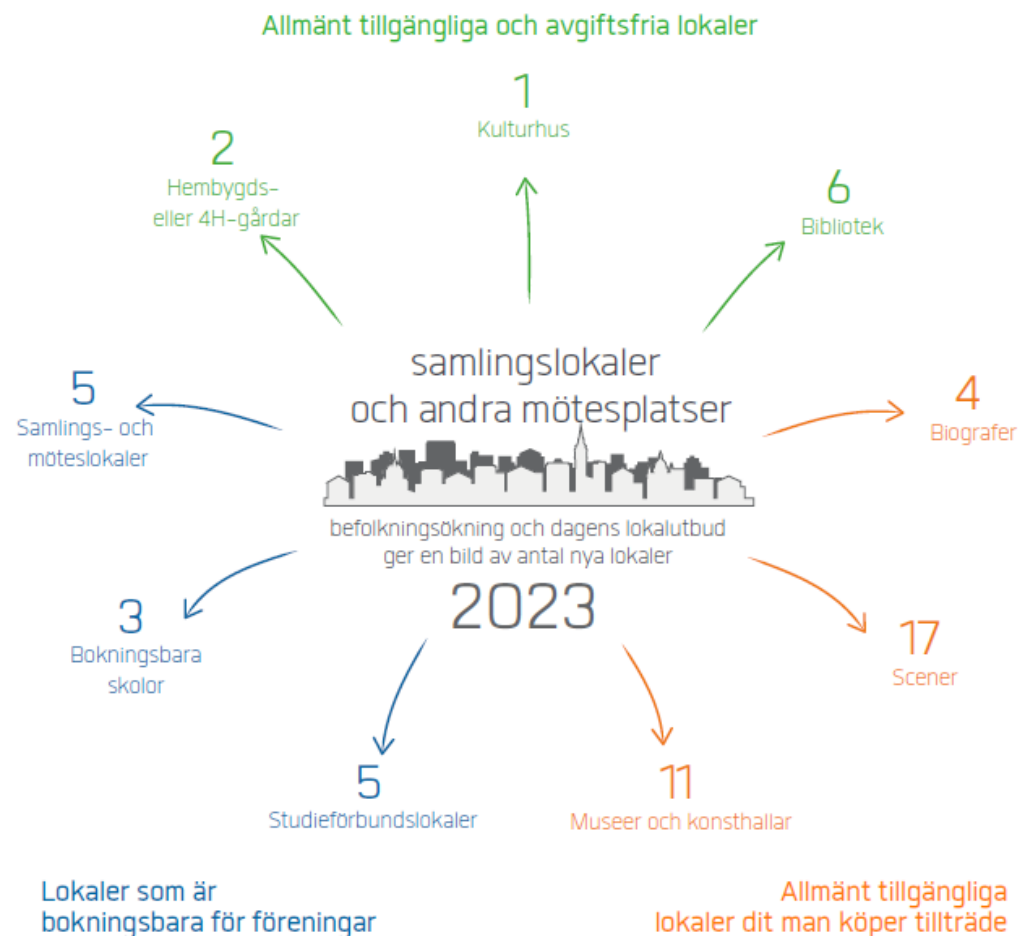 Allmänt tillgängliga och avgiftsfria lokaler
1
Kulturhus
2
Hembygds-
eller 4H-gårdar
6
Bibliotek
samlingslokaler
och andra mötesplatser
5
Samlings- och
möteslokaler
4
Biografer
befolkningsökning och dagens lokalutbud
ger en bild av antal nya lokaler
2023
3
Bokningsbara
skolor
17
Scener
5
Studieförbundslokaler
11
Museer och konsthallar
Lokaler som är
bokningsbara för föreningar
Allmänt tillgängliga
lokaler dit man köper tillträde